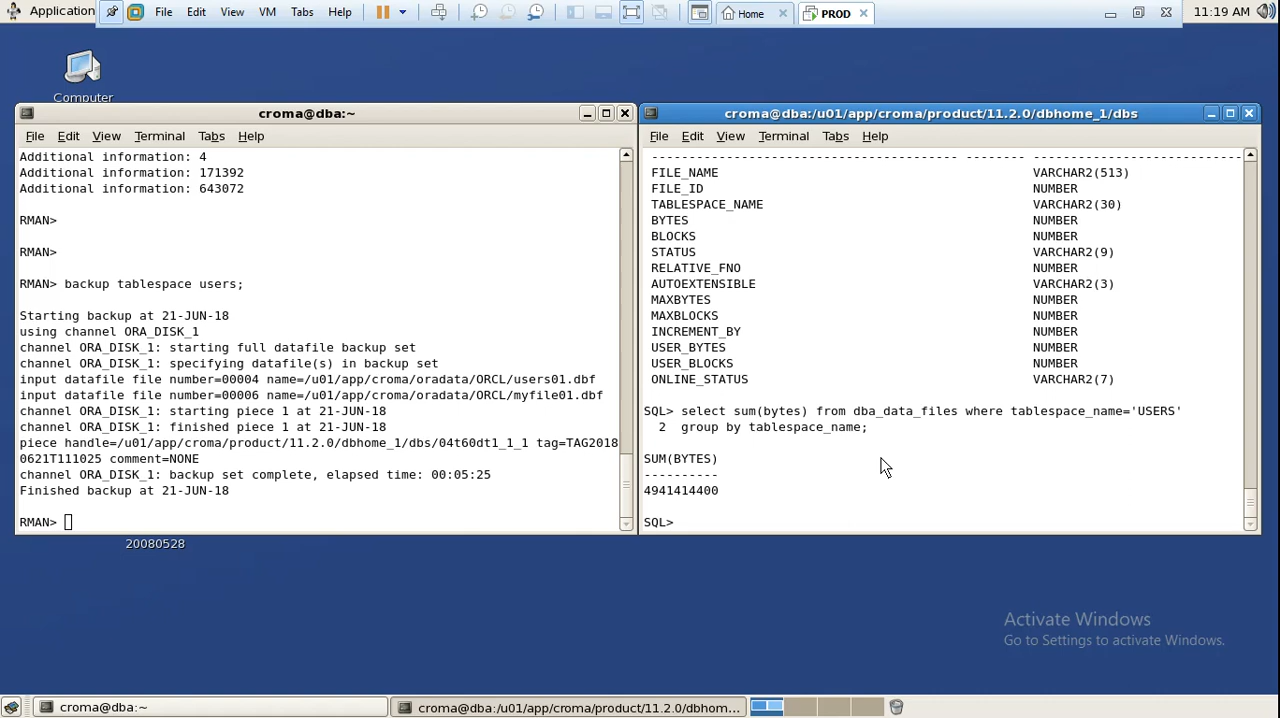 Application
File Edit View VM Tabs Help
Home
PROD
11:19 AM
Computer
croma@dba:~
File Edit View Terminal Tabs Help
Additional information: 4
Additional information: 171392
Additional information: 643072
RMAN>
RMAN>
RMAN> backup tablespace users;
Starting backup at 21-JUN-18
using channel ORA_DISK_1
channel ORA_DISK_1: starting full datafile backup set
channel ORA_DISK_1: specifying datafile(s) in backup set
input datafile file number=00004 name=/u01/app/croma/oradata/ORCL/users01.dbf
input datafile file number=00006 name=/u01/app/croma/oradata/ORCL/myfile01.dbf
channel ORA_DISK_1: starting piece 1 at 21-JUN-18
channel ORA_DISK_1: finished piece 1 at 21-JUN-18
piece handle=/u01/app/croma/product/11.2.0/dbhome_1/dbs/04t60dt1_1_1 tag=TAG2018
0621T111025 comment=NONE
channel ORA_DISK_1: backup set complete, elapsed time: 00:05:25
Finished backup at 21-JUN-18
RMAN>
croma@dba:/u01/app/croma/product/11.2.0/dbhome_1/dbs
File Edit View Terminal Tabs Help
----------------------------------------- -------- ----------------------------
FILE_NAME VARCHAR2(513)
FILE_ID NUMBER
TABLESPACE_NAME VARCHAR2(30)
BYTES NUMBER
BLOCKS NUMBER
STATUS VARCHAR2(9)
RELATIVE_FNO NUMBER
AUTOEXTENSIBLE VARCHAR2(3)
MAXBYTES NUMBER
MAXBLOCKS NUMBER
INCREMENT_BY NUMBER
USER_BYTES NUMBER
USER_BLOCKS NUMBER
ONLINE_STATUS VARCHAR2(7)
SQL> select sum(bytes) from dba_data_files where tablespace_name='USERS'
2 group by tablespace_name;
SUM(BYTES)
----------
4941414400
SQL>
20080528
Activate Windows
Go to Settings to activate Windows.
croma@dba:~
croma@dba:/u01/app/croma/product/11.2.0/dbhom...